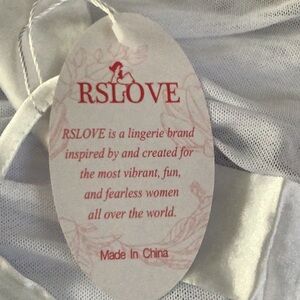 RSLOVE
RSLOVE is a lingerie brand
inspired by and created for
the most vibrant, fun,
and fearless women
all over the world.
Made In China